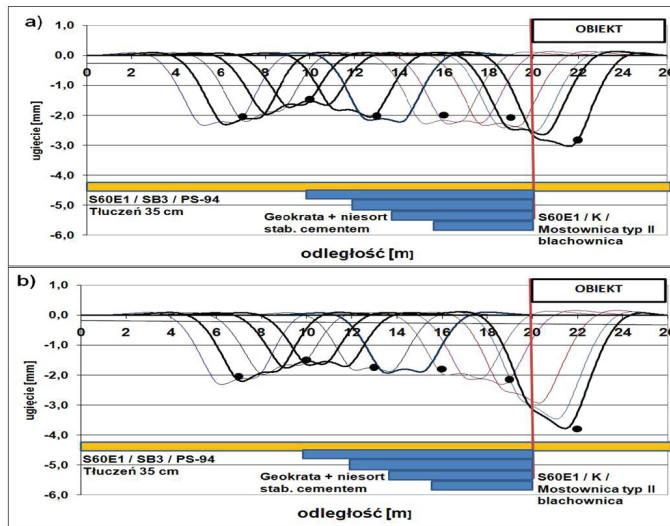 a)
1,0
OBIEKT
0,0
0 2 4 6 8 10 12 14 16 18 20 22 24 26
-1,0
-2,0
-3,0
-4,0
-5,0
-6,0
ugięcie [mm]
S60E1 / SB3 / PS-94
Tłuczeń 35 cm
Geokrata + niesort
stab. cementem
S60E1 / K /
Mostownica typ II
blachownica
odległość [m]
b)
1,0
OBIEKT
0,0
0 2 4 6 8 10 12 14 16 18 20 22 24 26
-1,0
-2,0
-3,0
-4,0
-5,0
-6,0
ugięcie [mm]
S60E1 / SB3 / PS-94
Tłuczeń 35 cm
Geokrata + niesort
stab. cementem
S60E1 / K /
Mostownica typ II
blachownica
odległość [m]